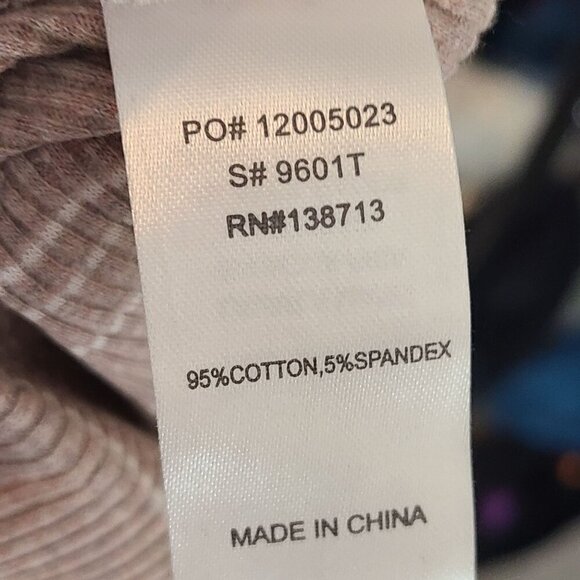 PO# 12005023
S# 9601T
RN#138713
95%COTTON,5%SPANDEX
MADE IN CHINA